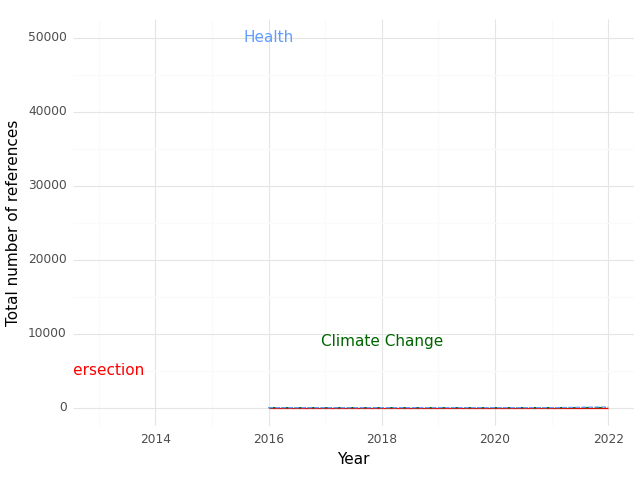 50000
Health
40000
30000
20000
10000
Climate Change
ersection
0
2014 2016 2018 2020 2022
Year
Total number of references